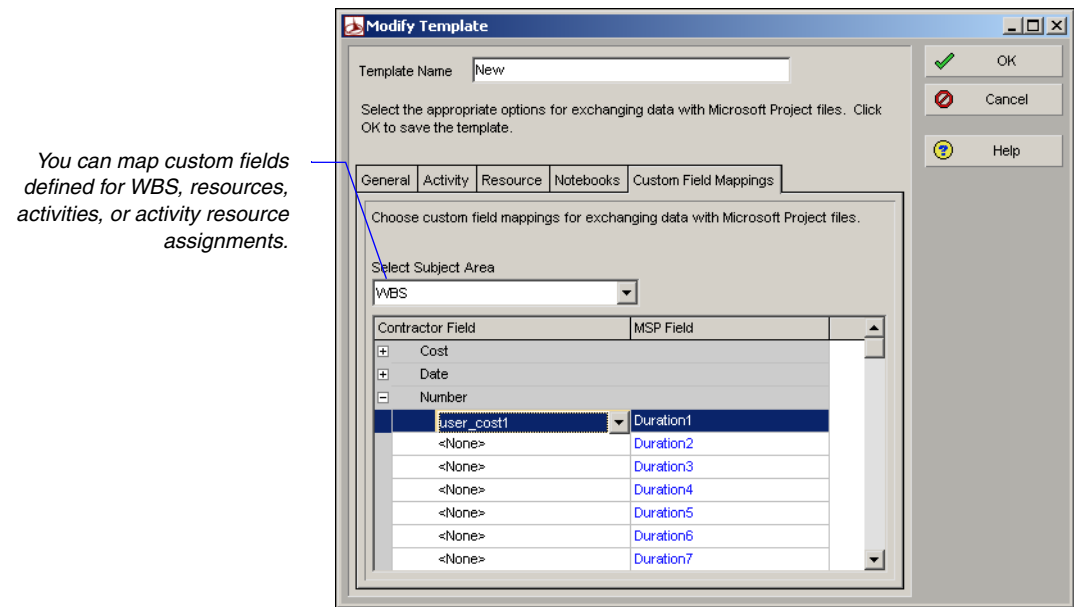 Modify Template
Template Name New
Select the appropriate options for exchanging data with Microsoft Project files. Click
OK to save the template.
OK
Cancel
Help
You can map custom fields
defined for WBS, resources,
activities, or activity resource
assignments.
General Activity Resource Notebooks Custom Field Mappings
Choose custom field mappings for exchanging data with Microsoft Project files.
Select Subject Area
WBS
Contractor Field MSP Field
Cost
Date
Number
user_cost1 Duration1
<None> Duration2
<None> Duration3
<None> Duration4
<None> Duration5
<None> Duration6
<None> Duration7